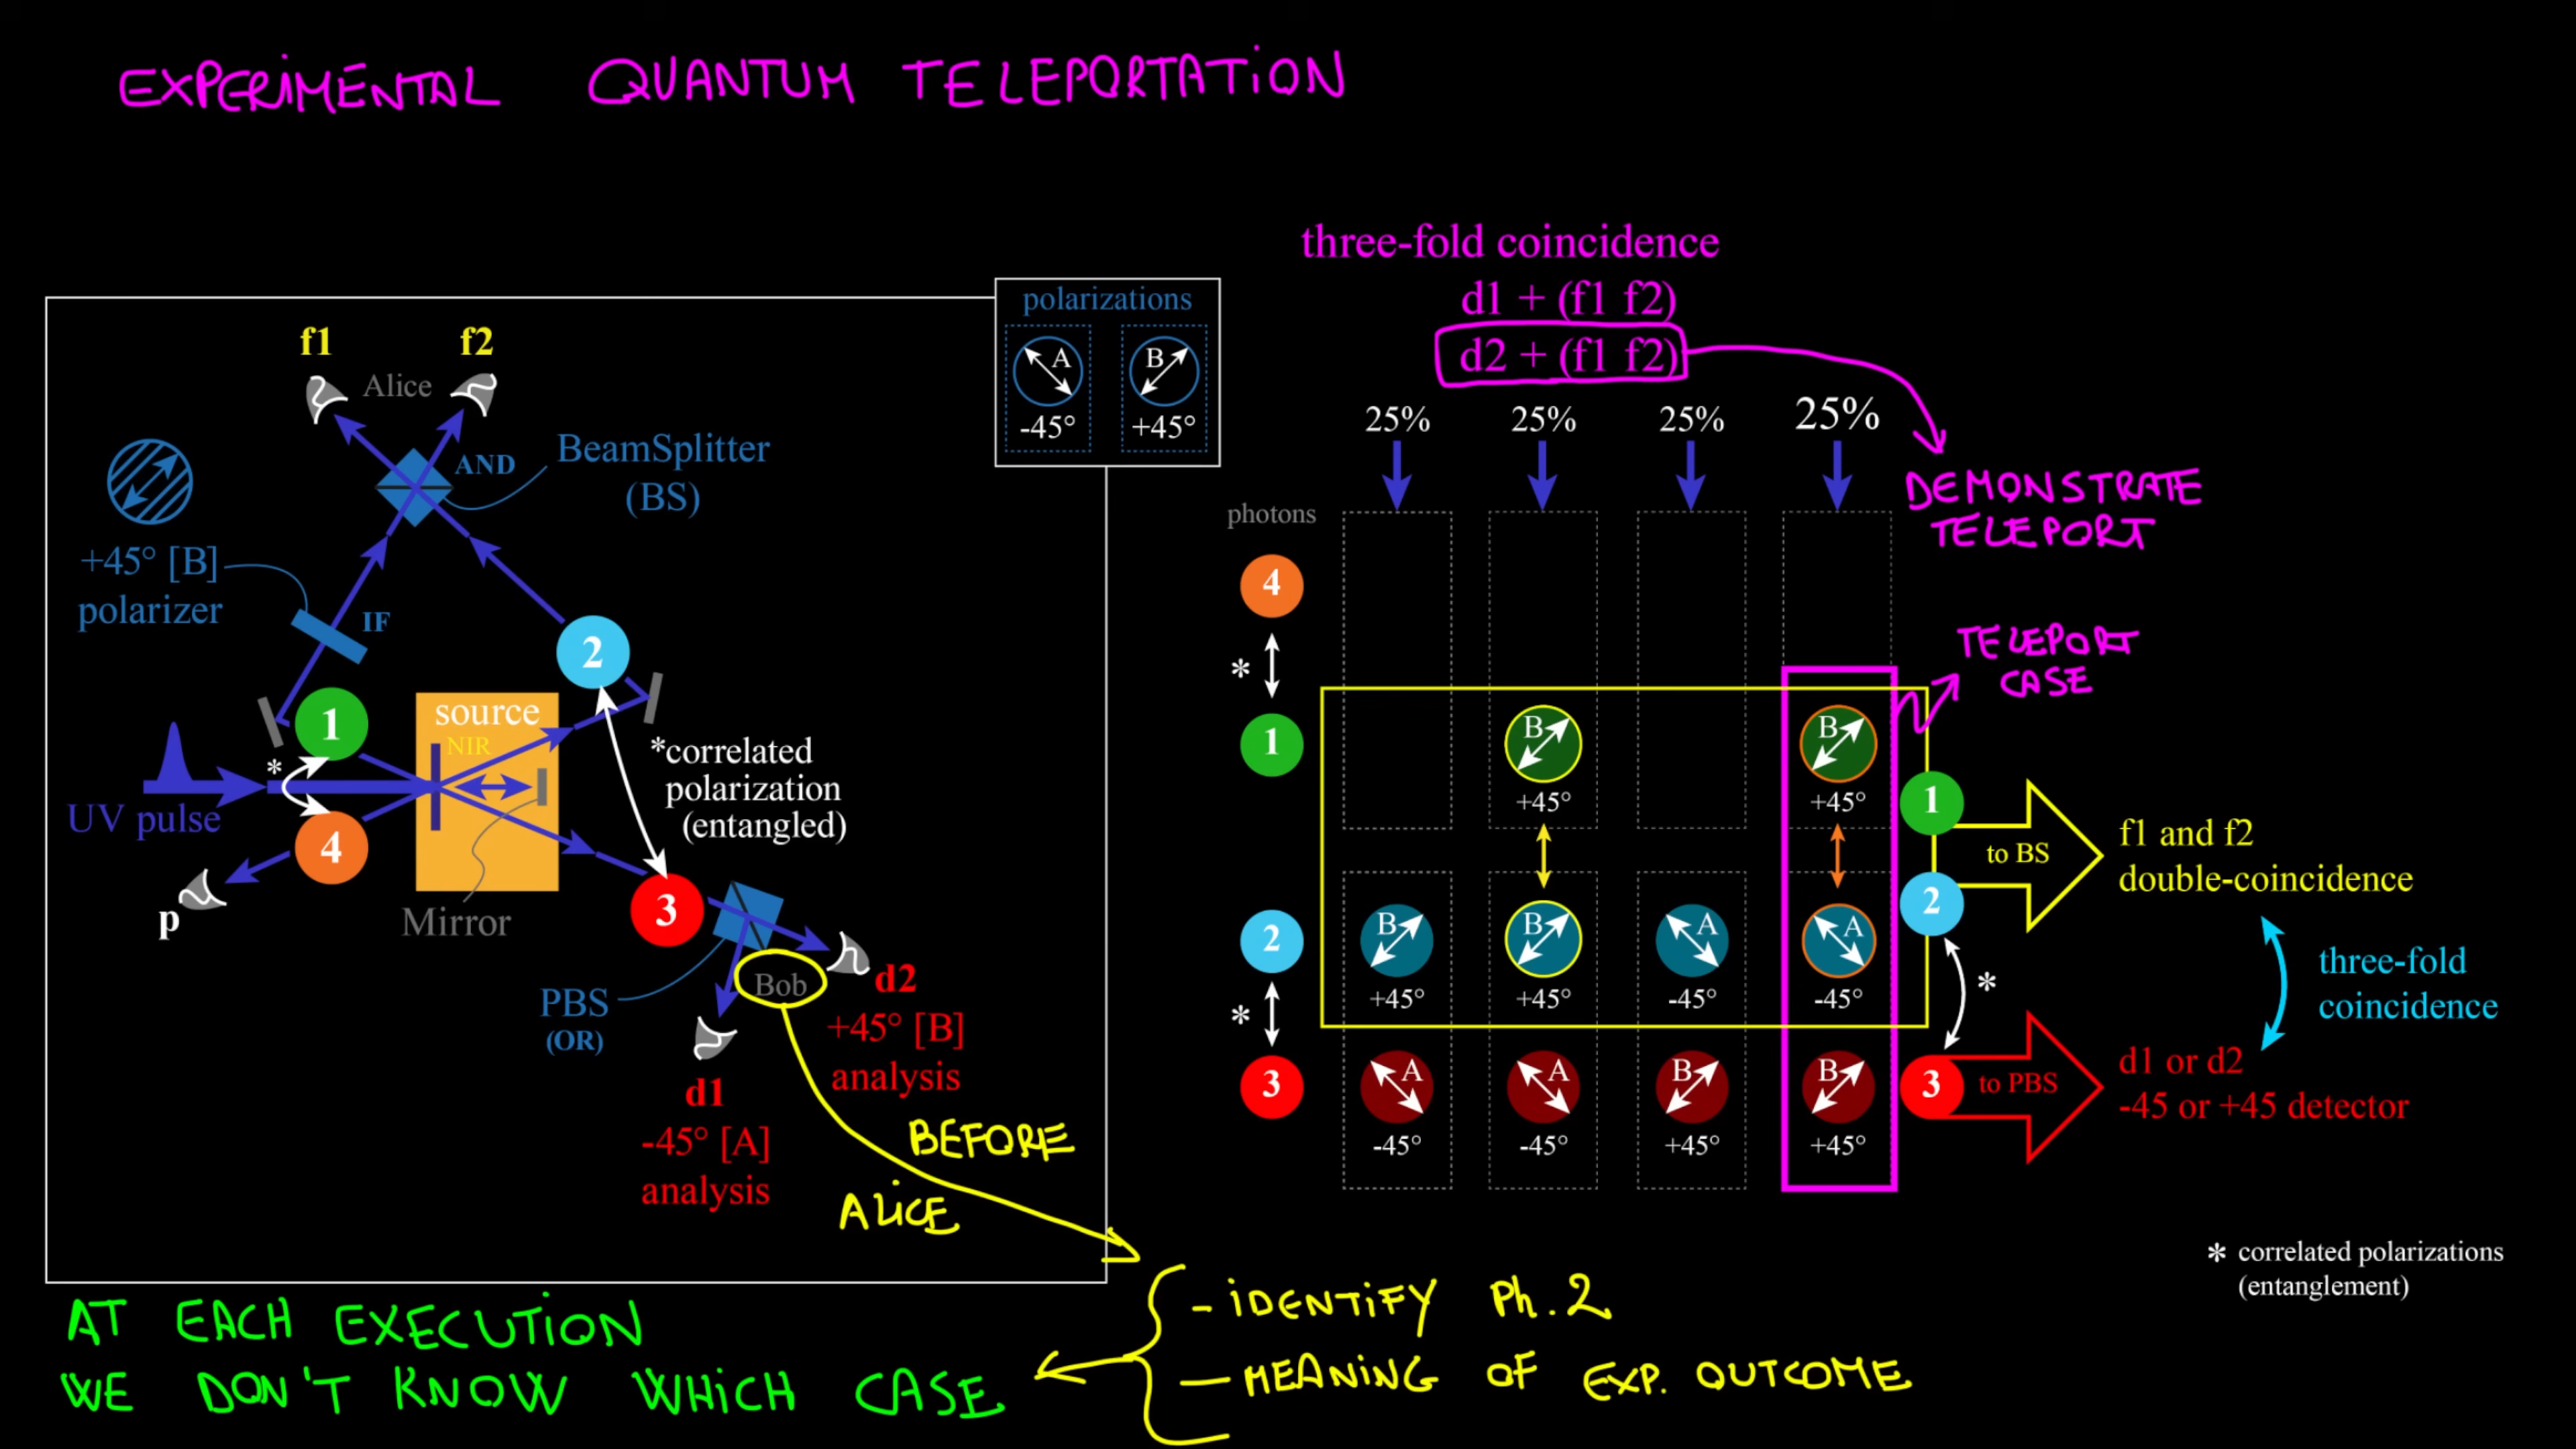 EXPERIMENTAL QUANTUM TELEPORTATION
polarizations
A
B
-45°
+45°
f1
f2
Alice
AND
BeamSplitter
(BS)
+45° [B]
polarizer
IF
2
1
source
NIR
*correlated
polarization
(entangled)
*
UV pulse
4
p
Mirror
3
Bob
d2
+45° [B]
analysis
PBS
(OR)
d1
-45° [A]
analysis
BEFORE
ALICE
three-fold coincidence
d1 + (f1 f2)
d2 + (f1 f2)
25%
25%
25%
25%
DEMONSTRATE
TELEPORT
photons
4
*
TELEPORT
CASE
1
B
B
+45°
+45°
1
to BS
f1 and f2
double-coincidence
2
B
B
A
A
2
+45°
+45°
-45°
-45°
*
*
three-fold
coincidence
3
A
A
B
B
3
to PBS
d1 or d2
-45 or +45 detector
-45°
-45°
+45°
+45°
* correlated polarizations
(entanglement)
AT EACH EXECUTION
WE DON'T KNOW WHICH CASE
- IDENTIFY Ph. 2
- MEANING OF EXP. OUTCOME